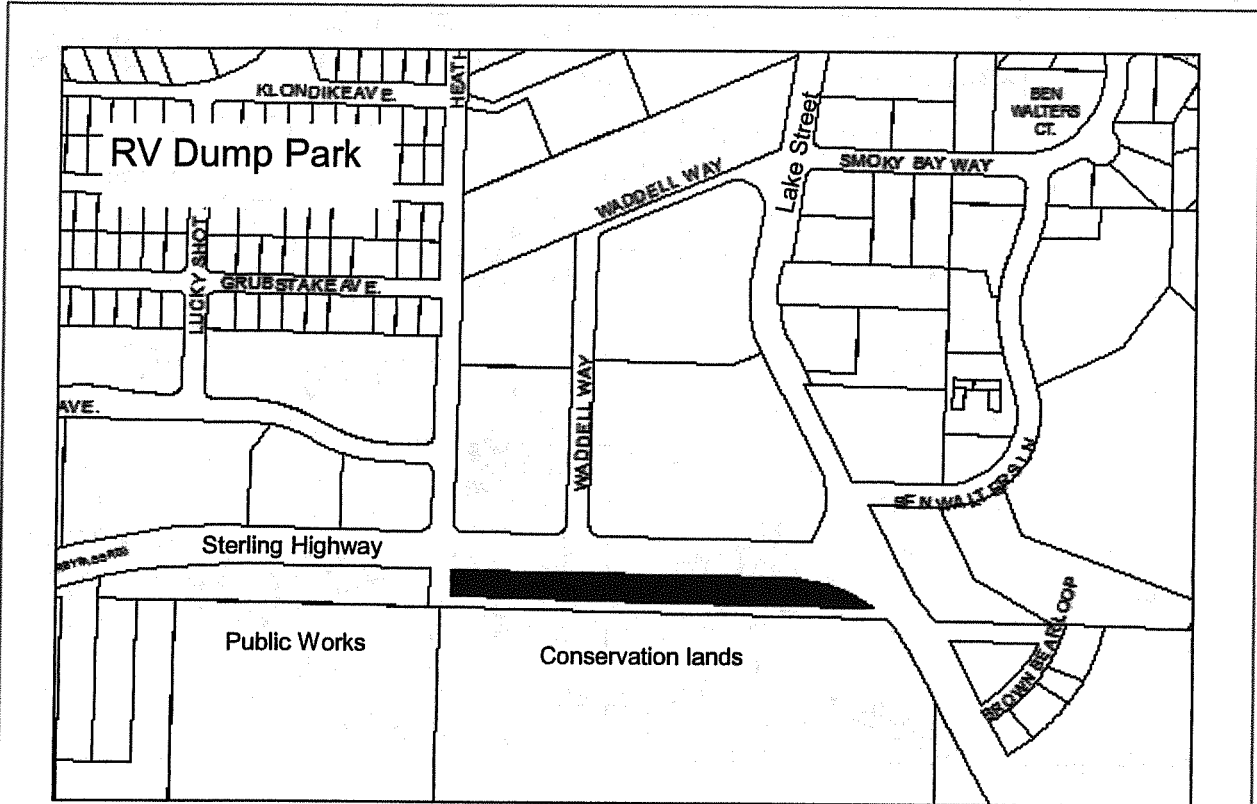 KLONDIKE AVE.
HEATH
BEN
WALTERS
CT.
RV Dump Park
Lake Street
SMOKY BAY WAY
WADDELL WAY
LUCKY SHOT
GRUBSTAKE AVE.
WADDELL WAY
AVE.
BEN WALTERS LN
Sterling Highway
BROWN BEAR LOOP
Public Works
Conservation lands